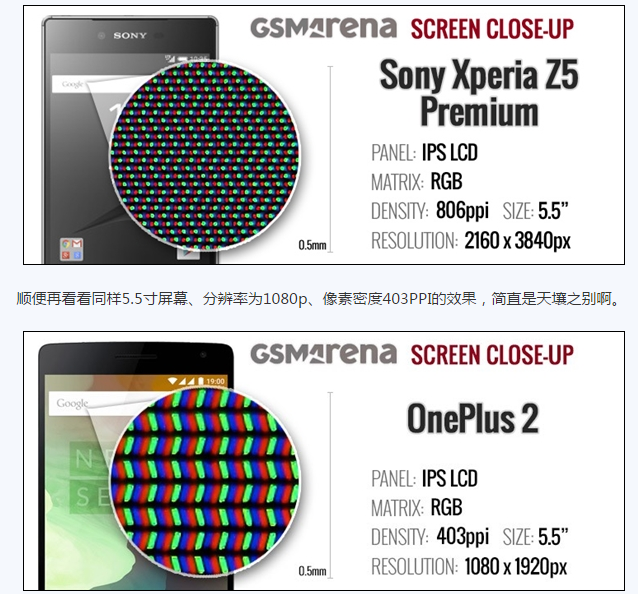 GSMArena SCREEN CLOSE-UP
SONY
Google
Sony Xperia Z5
Premium
PANEL: IPS LCD
MATRIX: RGB
DENSITY: 806ppi SIZE: 5.5”
RESOLUTION: 2160 x 3840px
0.5mm
顺便再看看同样5.5寸屏幕、分辨率为1080p、像素密度403PPI的效果，简直是天壤之别啊。
GSMArena SCREEN CLOSE-UP
19:00
Google
OnePlus 2
PANEL: IPS LCD
MATRIX: RGB
DENSITY: 403ppi SIZE: 5.5”
RESOLUTION: 1080 x 1920px
0.5mm